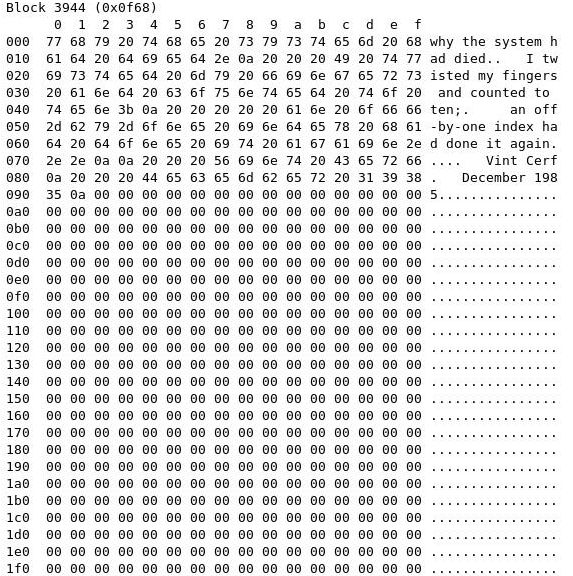 Block 3944 (0x0f68)
0 1 2 3 4 5 6 7 8 9 a b c d e f
000 77 68 79 20 74 68 65 20 73 79 73 74 65 6d 20 68 why the system h
010 61 64 20 64 69 65 64 2e 0a 20 20 20 49 20 74 77 ad died.. I tw
020 69 73 74 65 64 20 6d 79 20 66 69 6e 67 65 72 73 isted my fingers
030 20 61 6e 64 20 63 6f 75 6e 74 65 64 20 74 6f 20 and counted to
040 74 65 6e 3b 0a 20 20 20 20 20 61 6e 20 6f 66 66 ten;. an off
050 2d 62 79 2d 6f 6e 65 20 69 6e 64 65 78 20 68 61 -by-one index ha
060 64 20 64 6f 6e 65 20 69 74 20 61 67 61 69 6e 2e d done it again.
070 2e 2e 0a 0a 20 20 20 56 69 6e 74 20 43 65 72 66 .... Vint Cerf
080 0a 20 20 20 44 65 63 65 6d 62 65 72 20 31 39 38 . December 198
090 35 0a 00 00 00 00 00 00 00 00 00 00 00 00 00 00 5...............
0a0 00 00 00 00 00 00 00 00 00 00 00 00 00 00 00 00 ................
0b0 00 00 00 00 00 00 00 00 00 00 00 00 00 00 00 00 ................
0c0 00 00 00 00 00 00 00 00 00 00 00 00 00 00 00 00 ................
0d0 00 00 00 00 00 00 00 00 00 00 00 00 00 00 00 00 ................
0e0 00 00 00 00 00 00 00 00 00 00 00 00 00 00 00 00 ................
0f0 00 00 00 00 00 00 00 00 00 00 00 00 00 00 00 00 ................
100 00 00 00 00 00 00 00 00 00 00 00 00 00 00 00 00 ................
110 00 00 00 00 00 00 00 00 00 00 00 00 00 00 00 00 ................
120 00 00 00 00 00 00 00 00 00 00 00 00 00 00 00 00 ................
130 00 00 00 00 00 00 00 00 00 00 00 00 00 00 00 00 ................
140 00 00 00 00 00 00 00 00 00 00 00 00 00 00 00 00 ................
150 00 00 00 00 00 00 00 00 00 00 00 00 00 00 00 00 ................
160 00 00 00 00 00 00 00 00 00 00 00 00 00 00 00 00 ................
170 00 00 00 00 00 00 00 00 00 00 00 00 00 00 00 00 ................
180 00 00 00 00 00 00 00 00 00 00 00 00 00 00 00 00 ................
190 00 00 00 00 00 00 00 00 00 00 00 00 00 00 00 00 ................
1a0 00 00 00 00 00 00 00 00 00 00 00 00 00 00 00 00 ................
1b0 00 00 00 00 00 00 00 00 00 00 00 00 00 00 00 00 ................
1c0 00 00 00 00 00 00 00 00 00 00 00 00 00 00 00 00 ................
1d0 00 00 00 00 00 00 00 00 00 00 00 00 00 00 00 00 ................
1e0 00 00 00 00 00 00 00 00 00 00 00 00 00 00 00 00 ................
1f0 00 00 00 00 00 00 00 00 00 00 00 00 00 00 00 00 ................